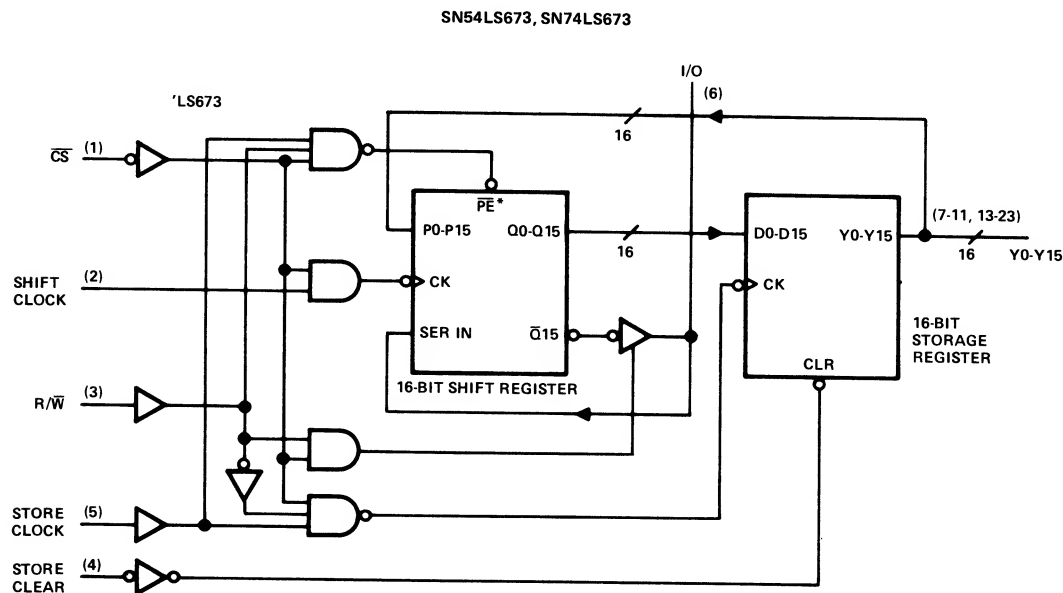 SN54LS673, SN74LS673
'LS673
I/O
(6)
16
CS
(1)
PE*
P0-P15
Q0-Q15
16
D0-D15
Y0-Y15
(7-11, 13-23)
16
Y0-Y15
SHIFT
CLOCK
(2)
CK
CK
SER IN
Q15
16-BIT SHIFT REGISTER
16-BIT
STORAGE
REGISTER
CLR
R/W
(3)
STORE
CLOCK
(5)
STORE
CLEAR
(4)